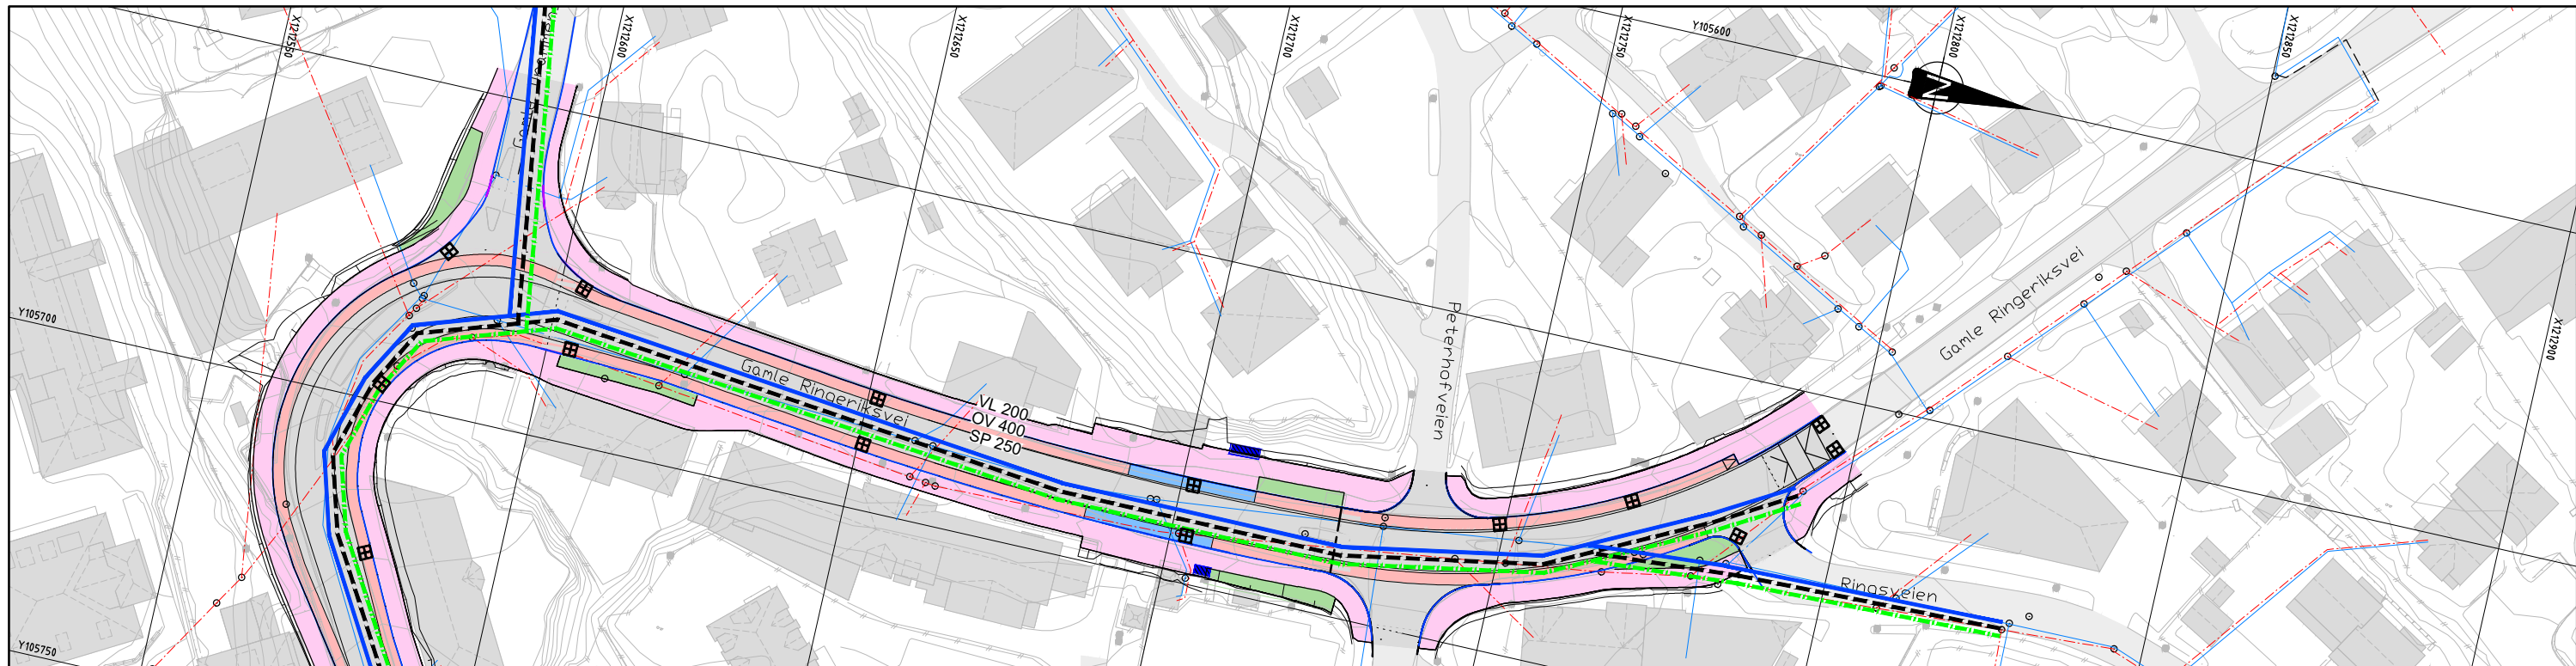 X1212550
X1212600
X1212650
X1212700
X1212750
Y105600
X1212800
X1212850
N
Y105700
Gamle Ringeriksvei
VL 200
OV 400
SP 250
Peterhofveien
Gamle Ringeriksvei
X1212900
Ringsveien
Y105750